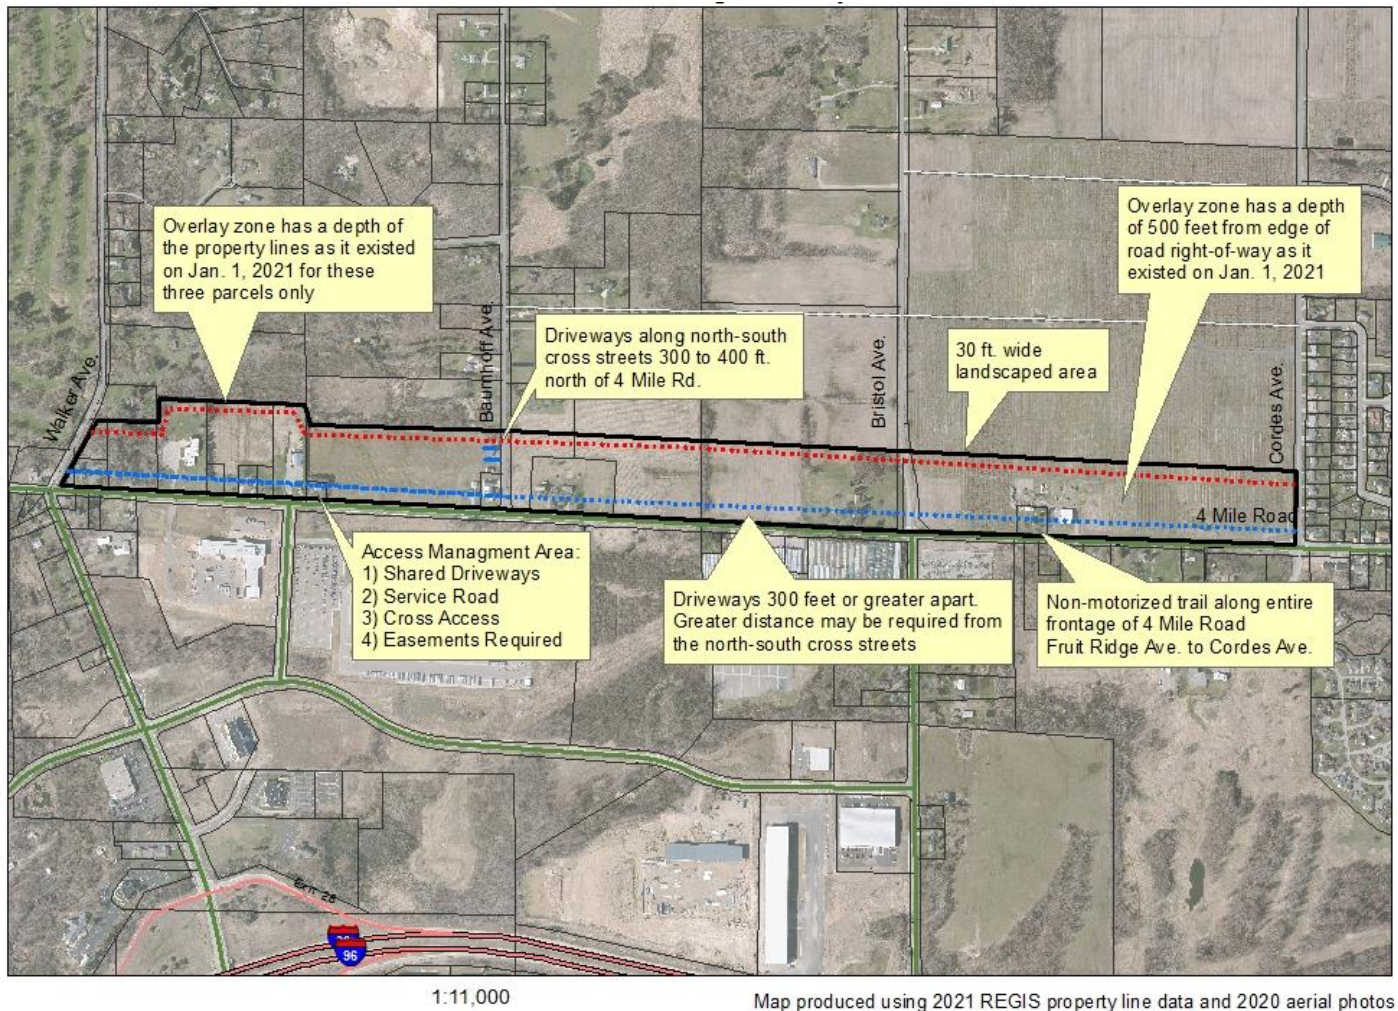 Overlay zone has a depth of
the property lines as it existed
on Jan. 1, 2021 for these
three parcels only
Overlay zone has a depth
of 500 feet from edge of
road right-of-way as it
existed on Jan. 1, 2021
Driveways along north-south
cross streets 300 to 400 ft.
north of 4 Mile Rd.
30 ft. wide
landscaped area
Walker Ave.
Baumhoff Ave.
Bristol Ave.
Cordes Ave.
4 Mile Road
Access Managment Area:
1) Shared Driveways
2) Service Road
3) Cross Access
4) Easements Required
Driveways 300 feet or greater apart.
Greater distance may be required from
the north-south cross streets
Non-motorized trail along entire
frontage of 4 Mile Road
Fruit Ridge Ave. to Cordes Ave.
Exit 28
96
1:11,000
Map produced using 2021 REGIS property line data and 2020 aerial photos